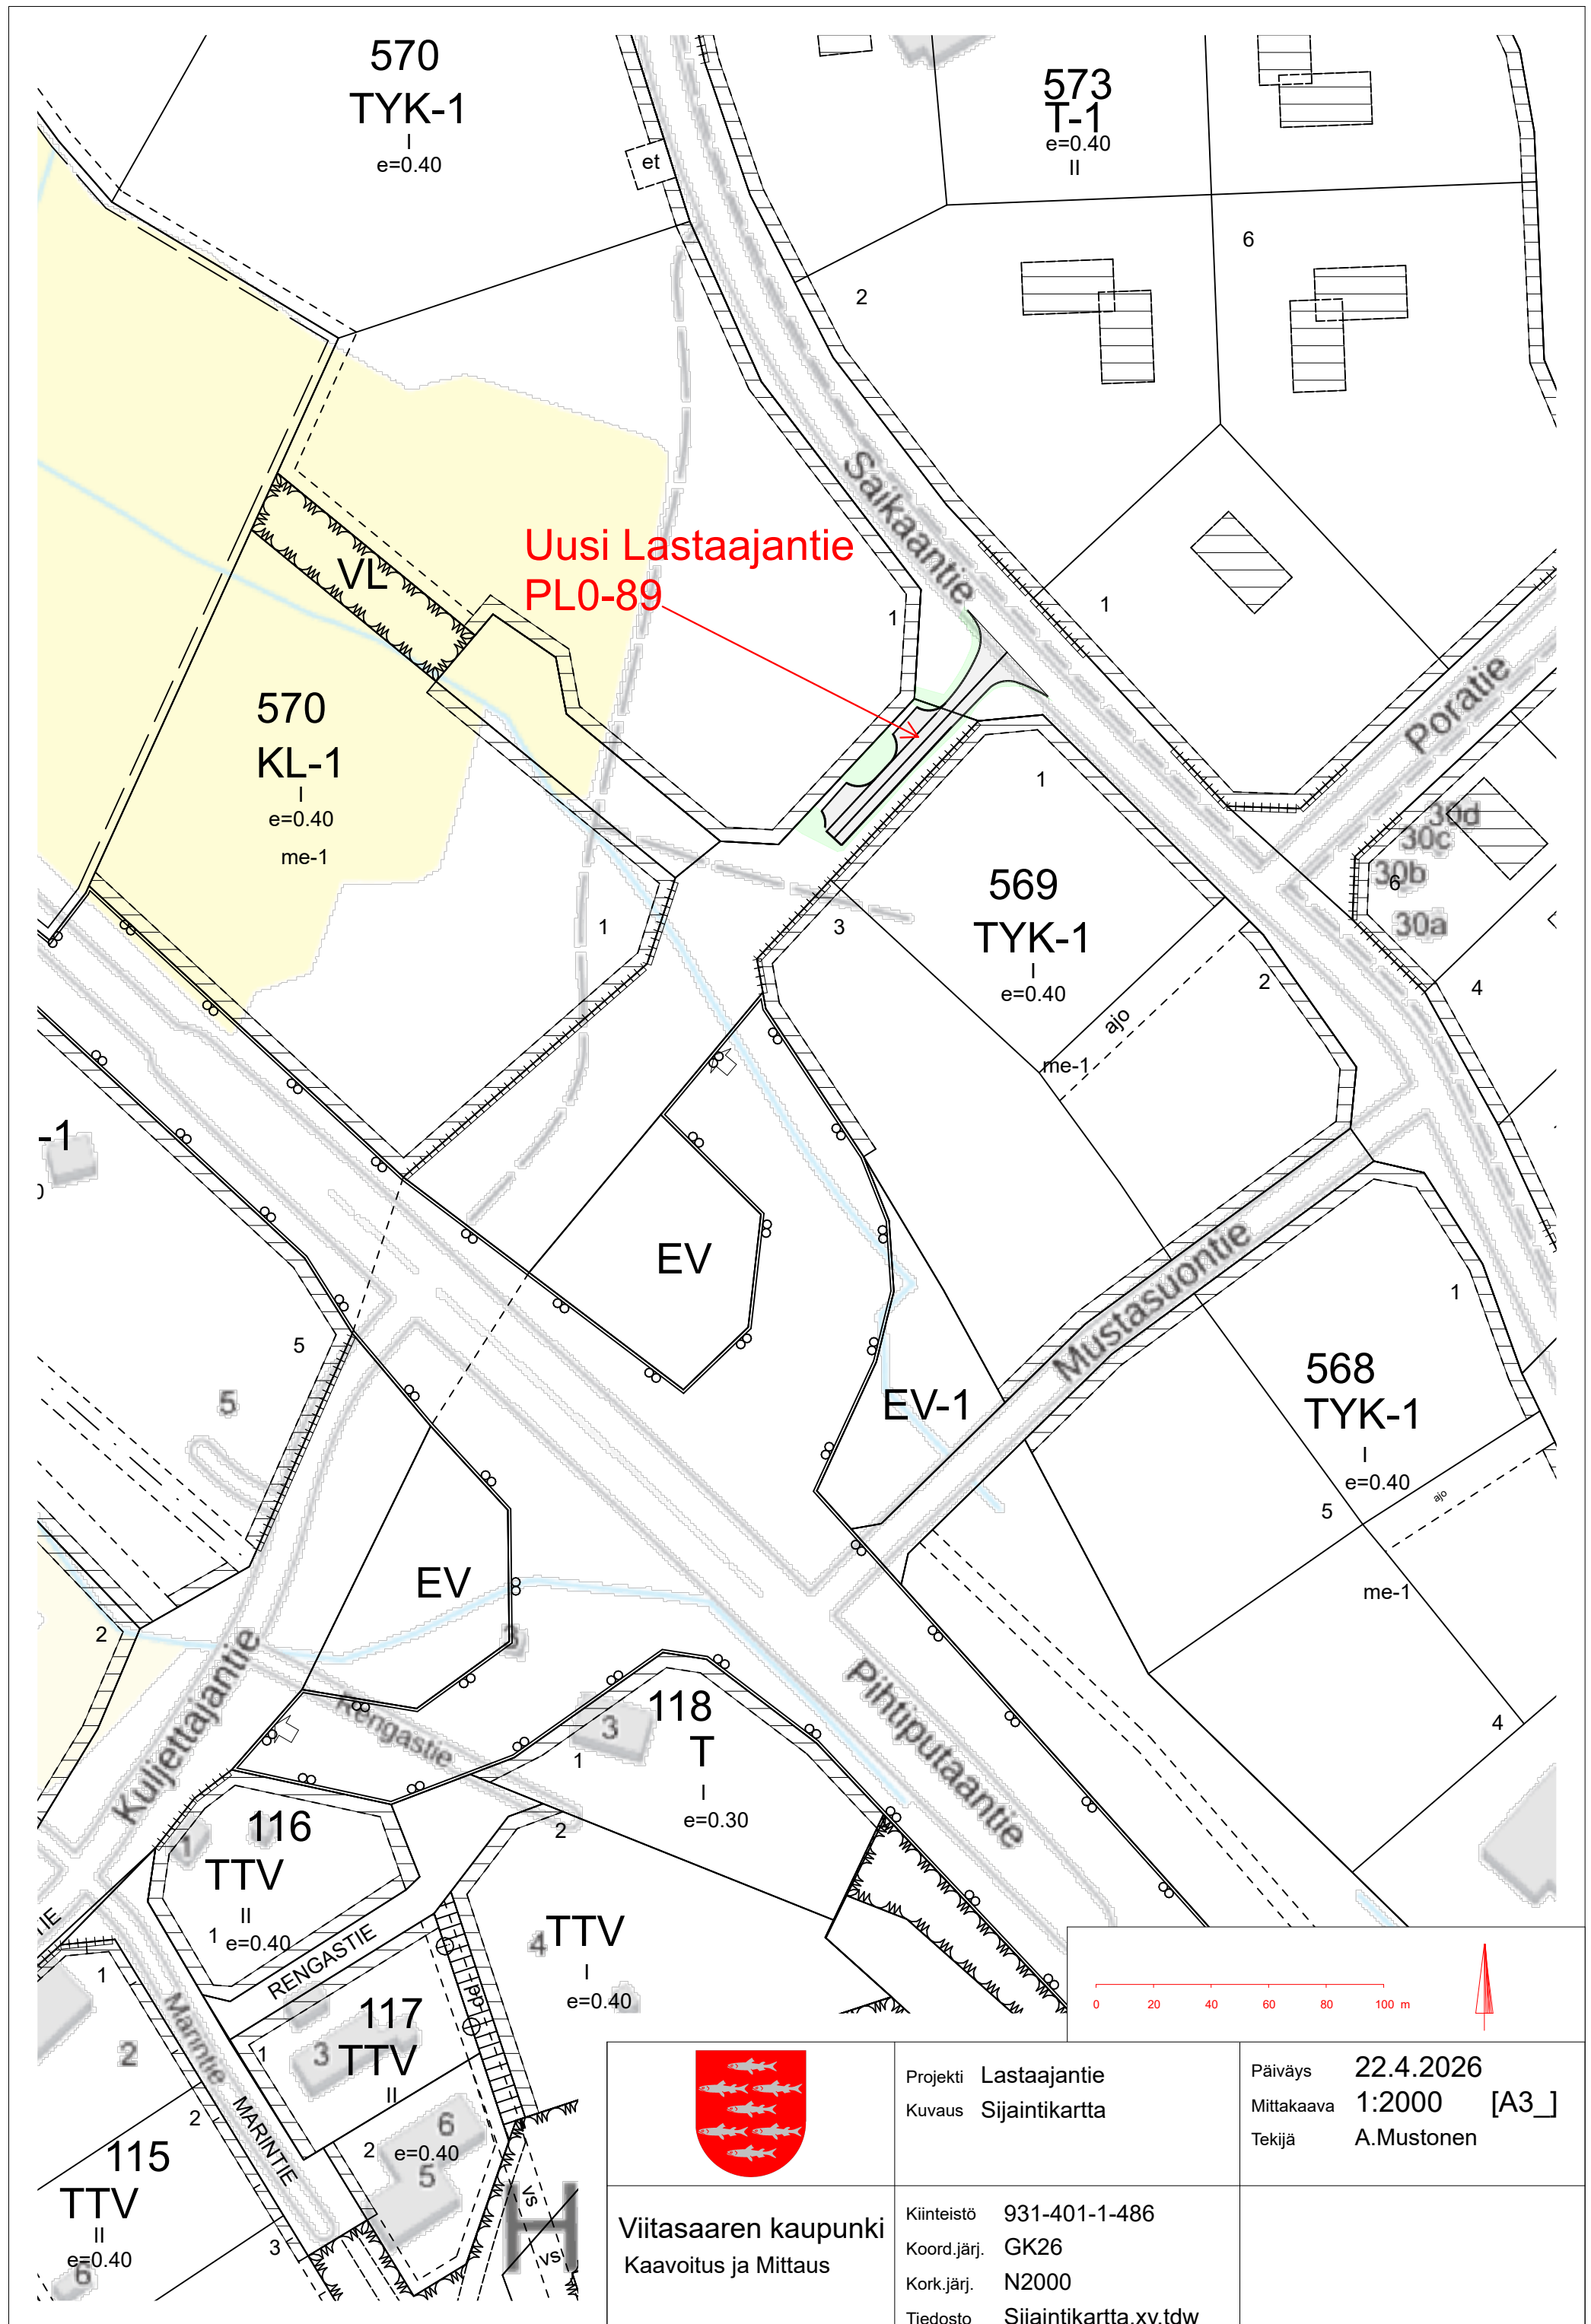 570
TYK-1
I
e=0.40
et
573
T-1
e=0.40
II
6
2
Saikaantie
Uusi Lastaajantie
PL0-89
VL
1
1
Poratie
570
KL-1
I
e=0.40
me-1
1
30d
30c
30b
6
30a
569
TYK-1
I
e=0.40
1
3
2
4
ajo
me-1
-1
EV
Mustasuontie
1
5
5
568
TYK-1
I
e=0.40
EV-1
5
ajo
me-1
EV
2
3
Kuljettajantie
Rengastie
3
118
T
I
e=0.30
1
Pihtiputaantie
4
1
116
TTV
II
1
e=0.40
RENGASTIE
2
4
TTV
I
e=0.40
TIE
1
2
Marintie
117
3
TTV
II
1
MARINTIE
2
115
TTV
II
e=0.40
6
3
2
6
e=0.40
5
vs
vs
H
0 20 40 60 80 100 m
Projekti Lastaajantie
Kuvaus Sijaintikartta
Päiväys 22.4.2026
Mittakaava 1:2000 [A3_]
Tekijä A.Mustonen
Viitasaaren kaupunki
Kaavoitus ja Mittaus
Kiinteistö 931-401-1-486
Koord.järj. GK26
Kork.järj. N2000
Tiedosto Sijaintikartta.xy.tdw